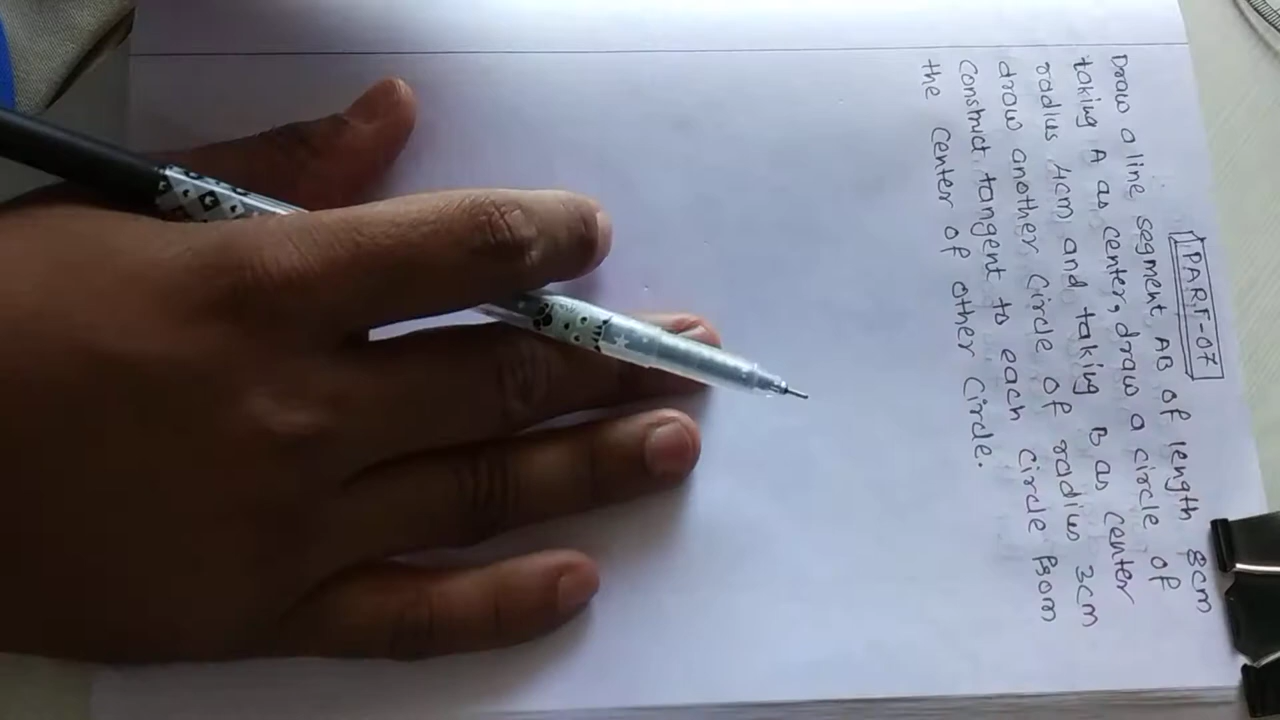 PART-07
Draw a line segment AB of length 8cm
taking A as center, draw a circle of
radius 4cm and taking B as center
draw another circle of radius 3cm
construct tangent to each circle from
the center of other circle.